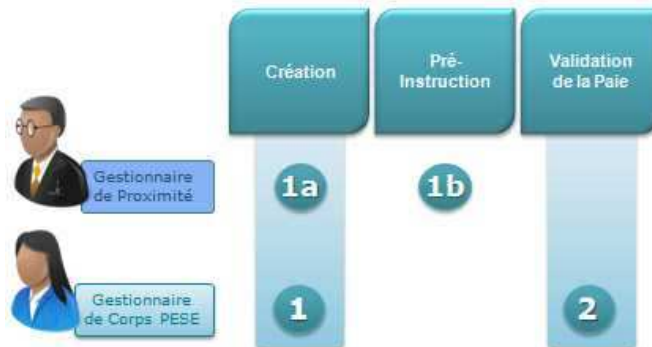 Création
Pré-
Instruction
Validation
de la Paie
Gestionnaire
de Proximité
1a
1b
Gestionnaire
de Corps PESE
1
2